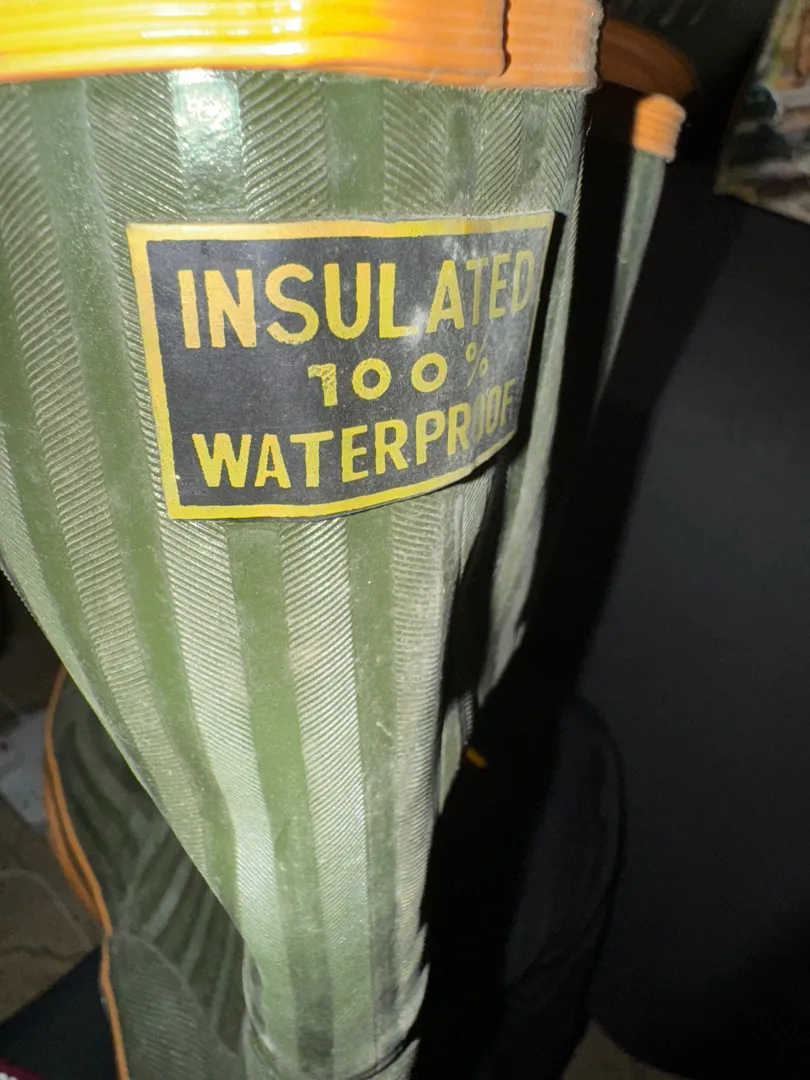 INSULATED
100%
WATERPROOF